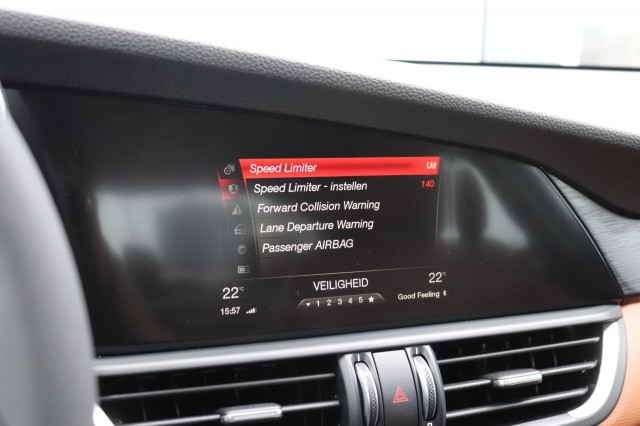 Speed Limiter Uit
Speed Limiter - instellen 140
Forward Collision Warning
Lane Departure Warning
Passenger AIRBAG
22°C VEILIGHEID 22°C
1 2 3 4 5 ★
15:57 Good Feeling